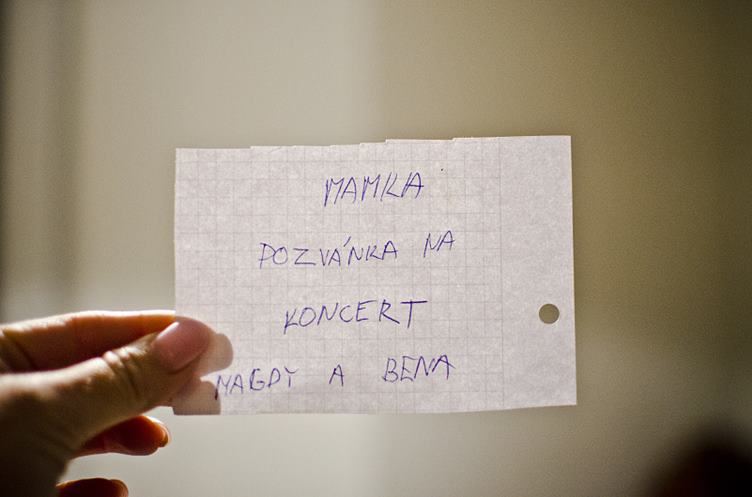 MAMKA
POZVÁNKA NA
KONCERT
MAGDY A BENA